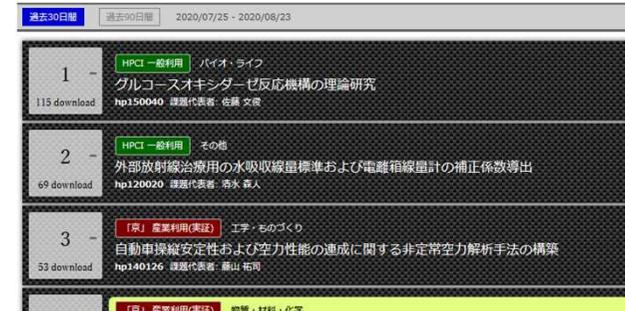 過去30日間 過去90日間 2020/07/25 - 2020/08/23
1 -
115 download
HPCI 一般利用 バイオ・ライフ
グルコースオキシダーゼ反応機構の理論研究
hp150040 課題代表者: 佐藤 文俊
2 -
69 download
HPCI 一般利用 その他
外部放射線治療用の水吸収線量標準および電離箱線量計の補正係数導出
hp120020 課題代表者: 清水 森人
3 -
53 download
「京」産業利用(実証) 工学・ものづくり
自動車操縦安定性および空力性能の連成に関する非定常空力解析手法の構築
hp140126 課題代表者: 藤山 祐司
「京」産業利用(実証) 物質・材料・化学